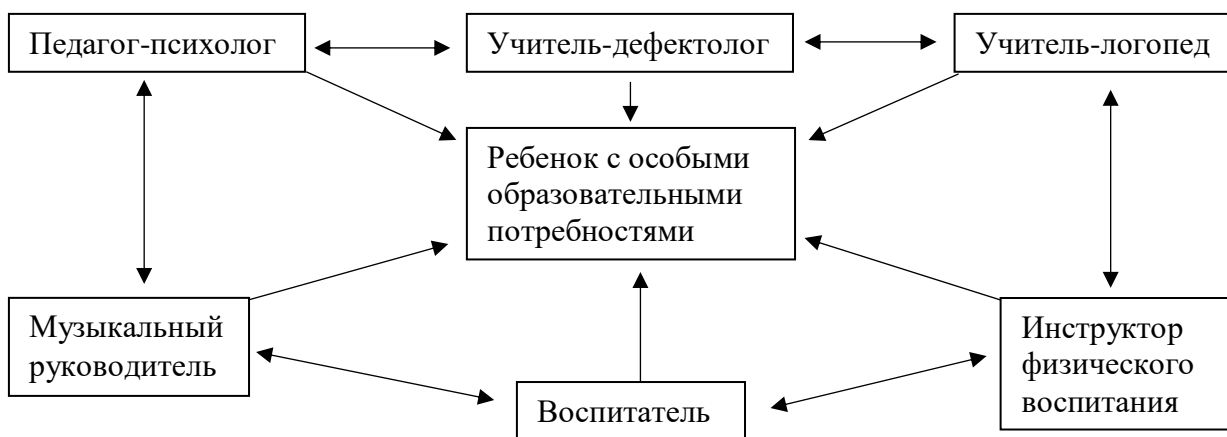 Педагог-психолог
Учитель-дефектолог
Учитель-логопед
Ребенок с особыми
образовательными
потребностями
Музыкальный
руководитель
Воспитатель
Инструктор
физического
воспитания